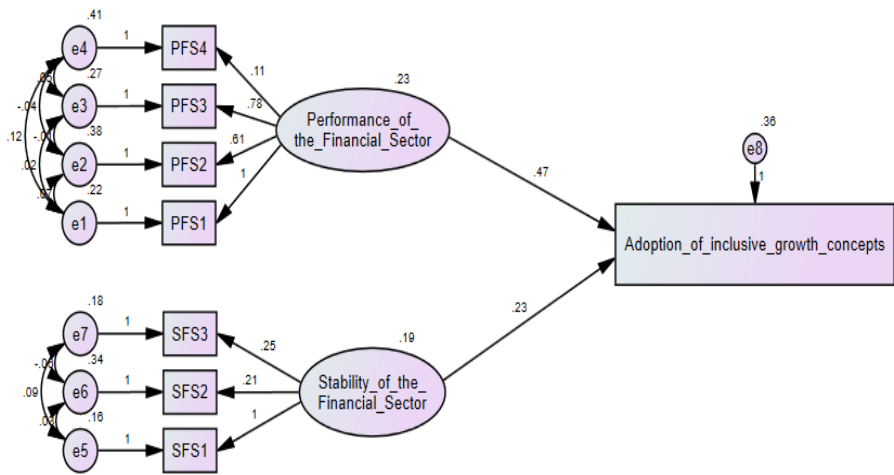 .41
e4
1
PFS4
.27
e3
1
PFS3
.38
e2
1
PFS2
.22
e1
1
PFS1
-.04
.12
.02
.11
.78
.61
1
.23
Performance_of_
the_Financial_Sector
.47
.36
e8
1
Adoption_of_inclusive_growth_concepts
.23
.18
e7
1
SFS3
.34
e6
1
SFS2
.16
e5
1
SFS1
.09
.25
.21
1
.19
Stability_of_the_
Financial_Sector